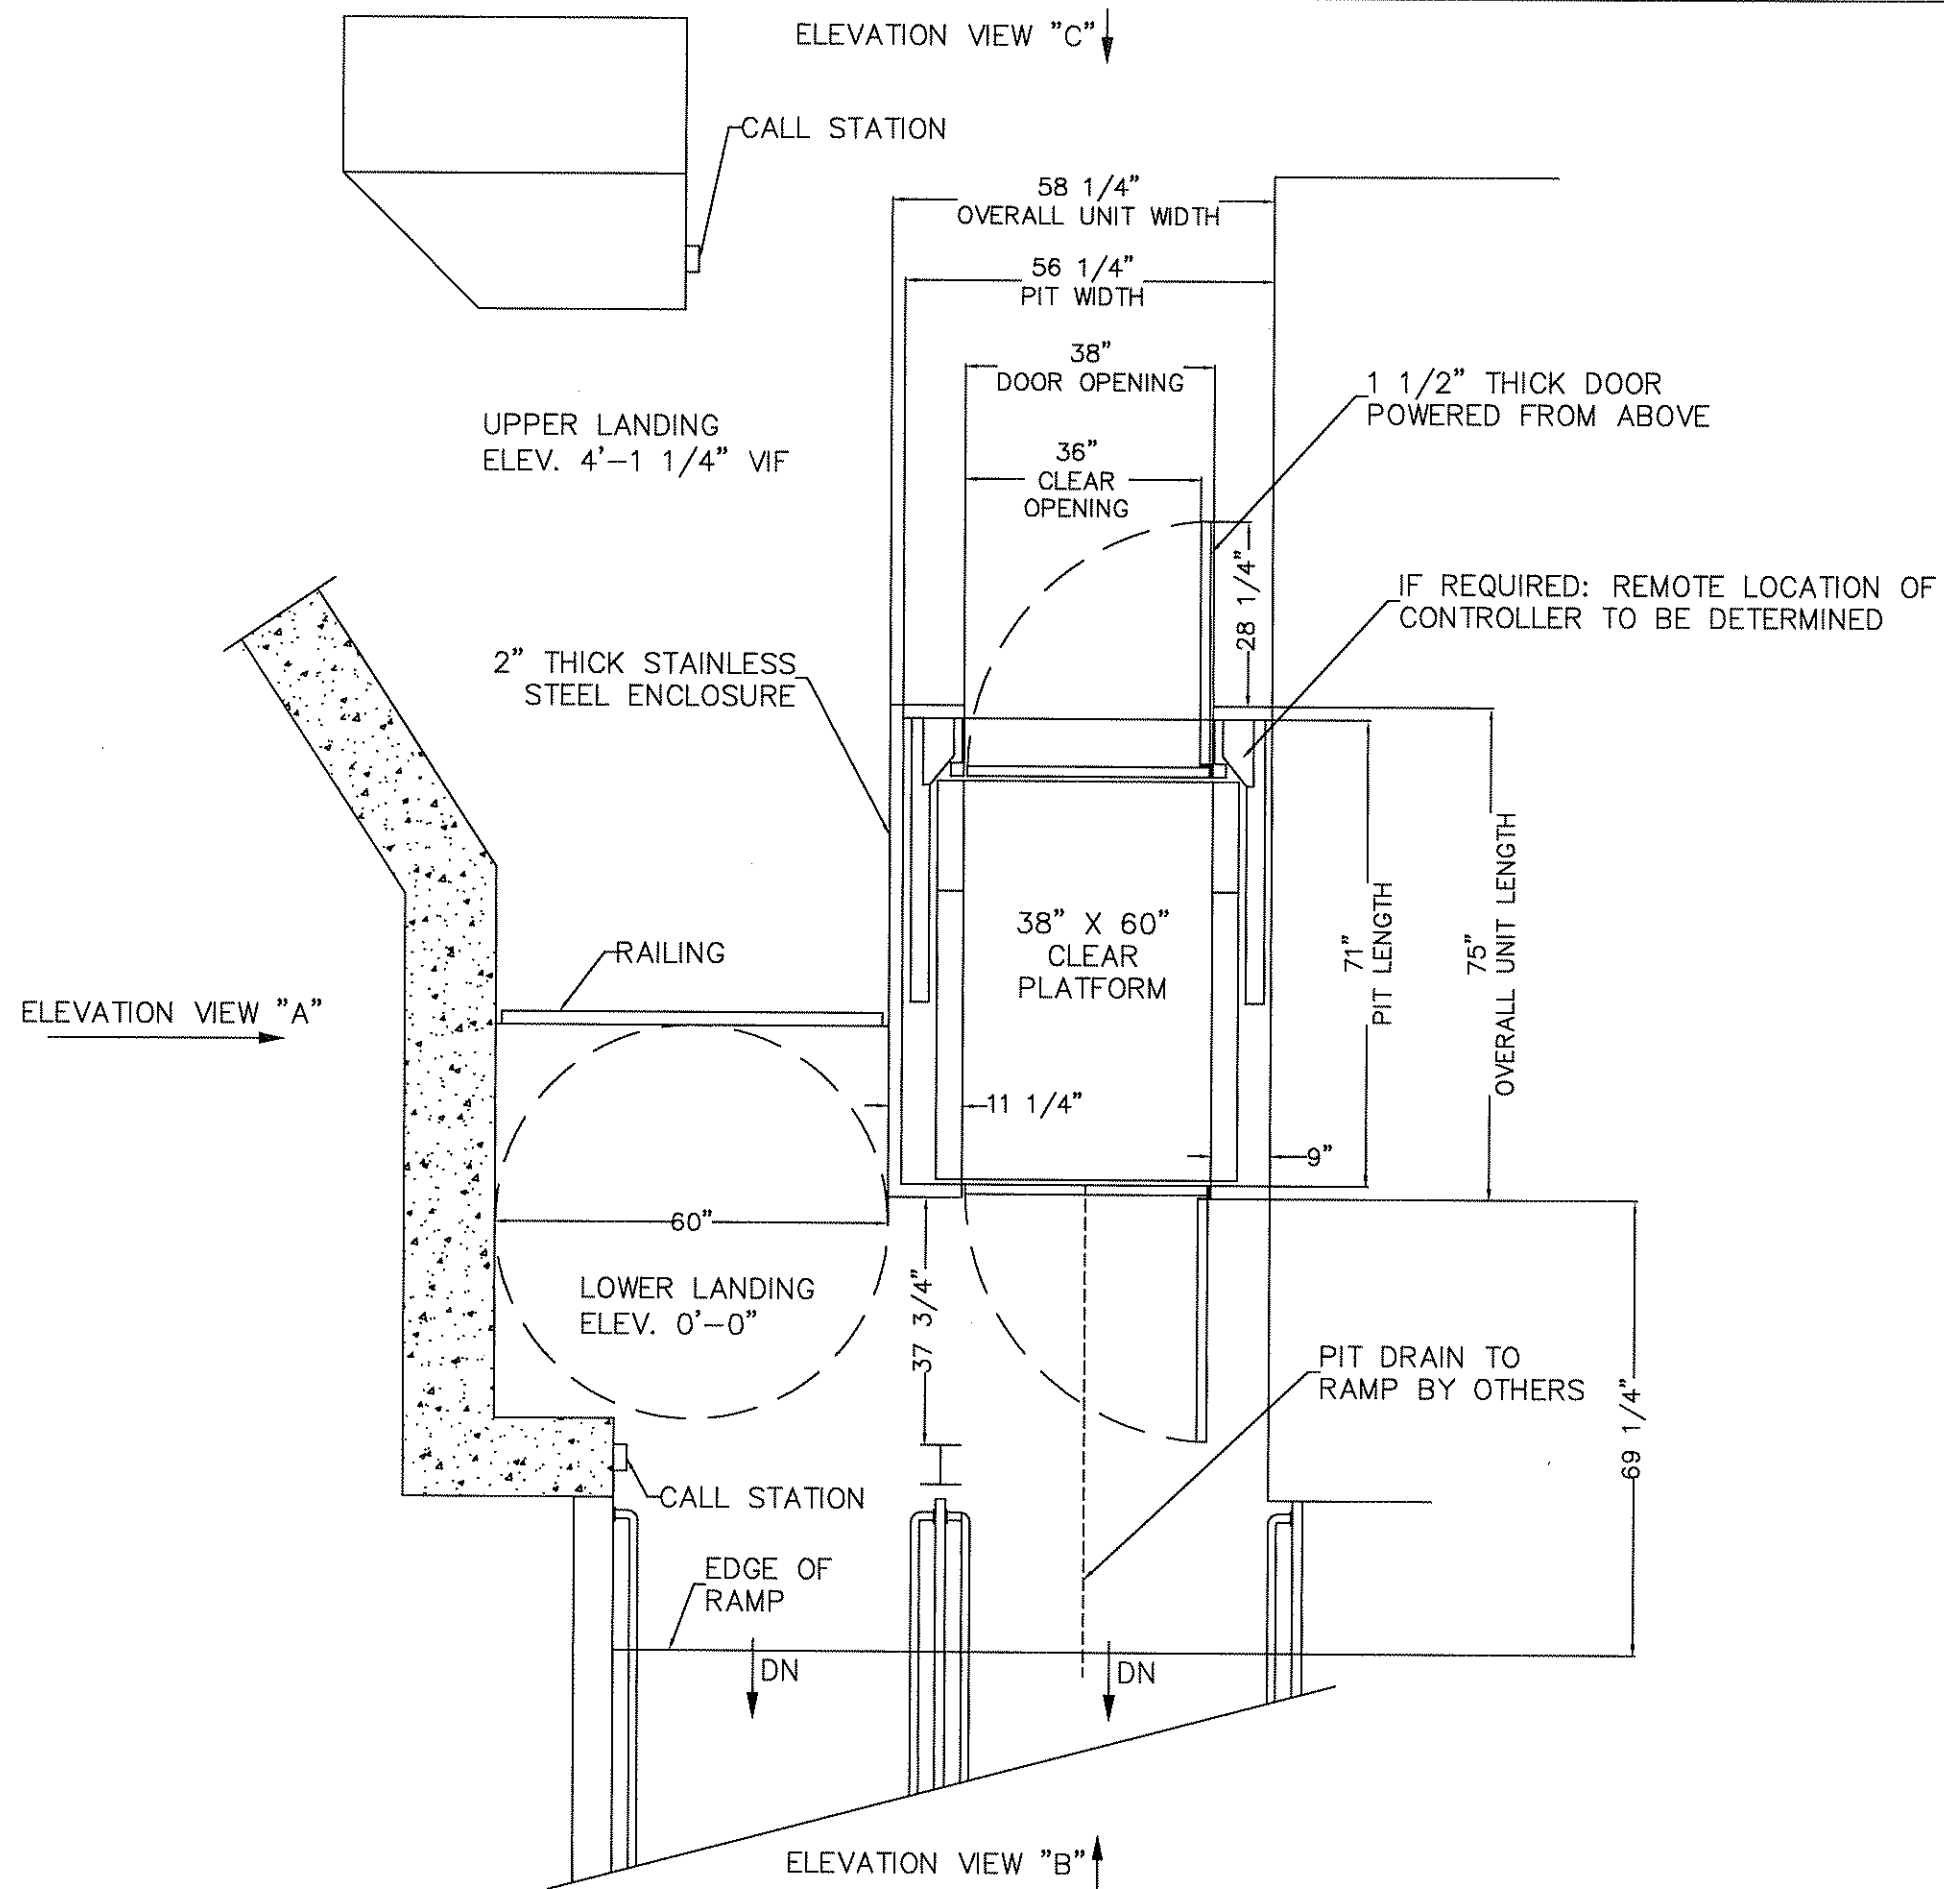 ELEVATION VIEW "C"
CALL STATION
58 1/4"
OVERALL UNIT WIDTH
56 1/4"
PIT WIDTH
38"
DOOR OPENING
1 1/2" THICK DOOR
POWERED FROM ABOVE
UPPER LANDING
ELEV. 4'-1 1/4" VIF
36"
CLEAR
OPENING
28 1/4"
IF REQUIRED: REMOTE LOCATION OF
CONTROLLER TO BE DETERMINED
2" THICK STAINLESS
STEEL ENCLOSURE
38" X 60"
CLEAR
PLATFORM
71"
PIT LENGTH
75"
OVERALL UNIT LENGTH
RAILING
ELEVATION VIEW "A"
11 1/4"
9"
60"
LOWER LANDING
ELEV. 0'-0"
37 3/4"
PIT DRAIN TO
RAMP BY OTHERS
69 1/4"
CALL STATION
EDGE OF
RAMP
DN
DN
ELEVATION VIEW "B"